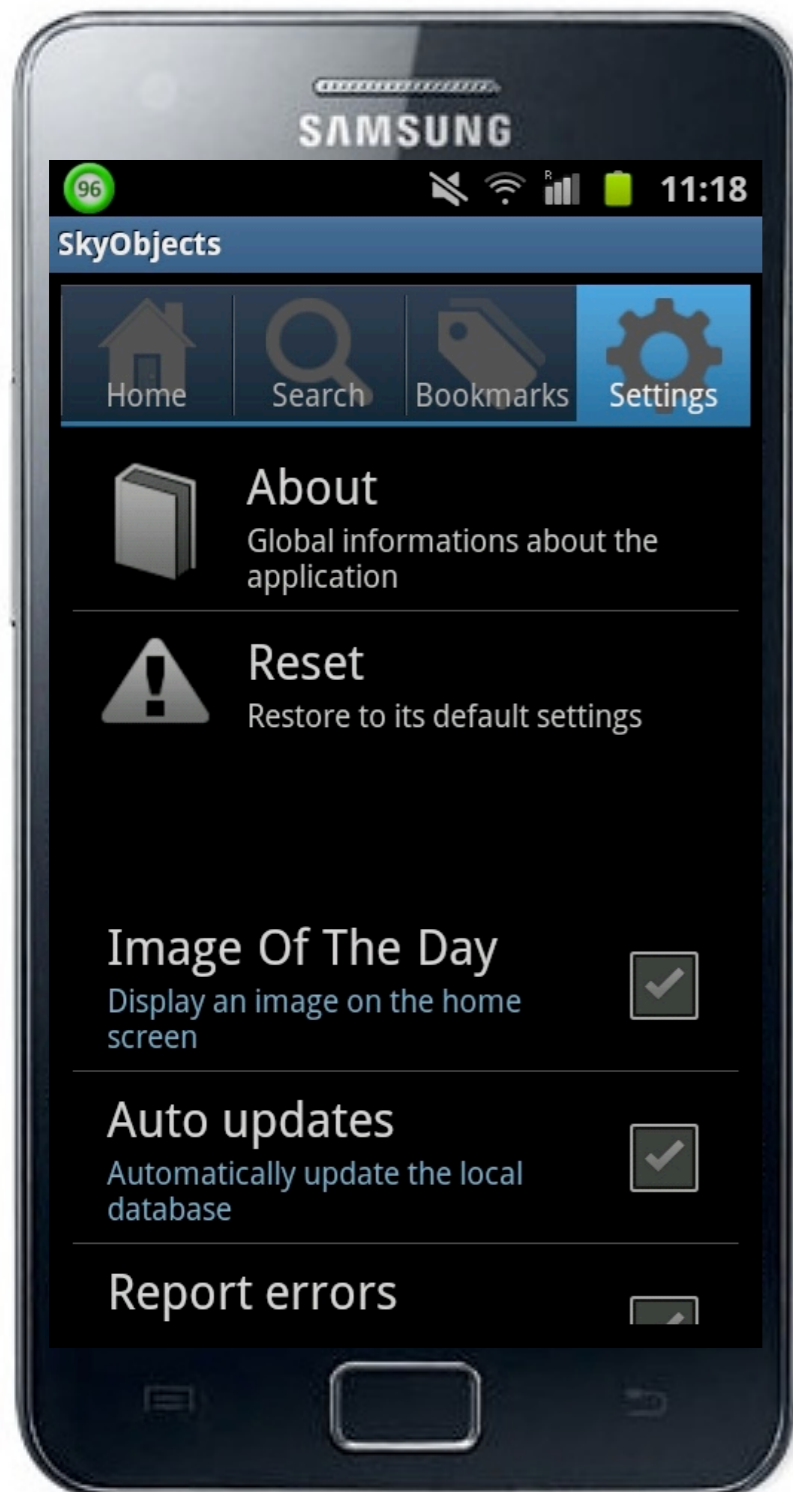 SAMSUNG
96
R
11:18
SkyObjects
Home
Search
Bookmarks
Settings
About
Global informations about the
application
Reset
Restore to its default settings
Image Of The Day
Display an image on the home
screen
Auto updates
Automatically update the local
database
Report errors